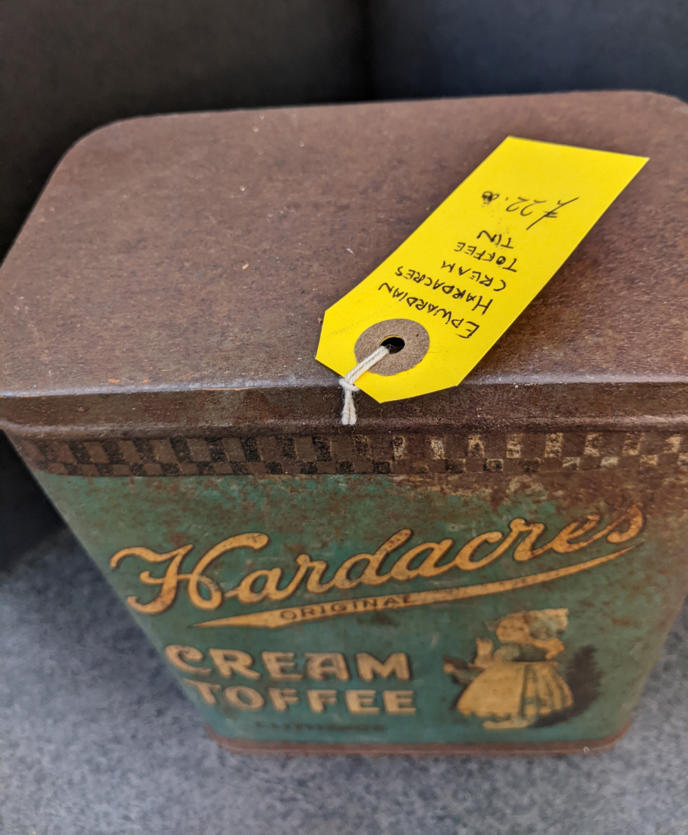 EDWARDIAN
HARDACRES
CREAM
TOFFEE
TIN
£22.00
Hardacres
ORIGINAL
CREAM
TOFFEE